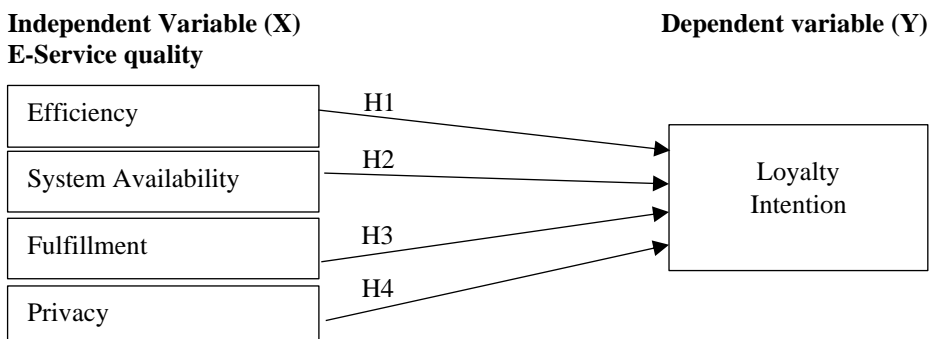 Independent Variable (X)
E-Service quality
Dependent variable (Y)
Efficiency
H1
System Availability
H2
Fulfillment
H3
Privacy
H4
Loyalty
Intention